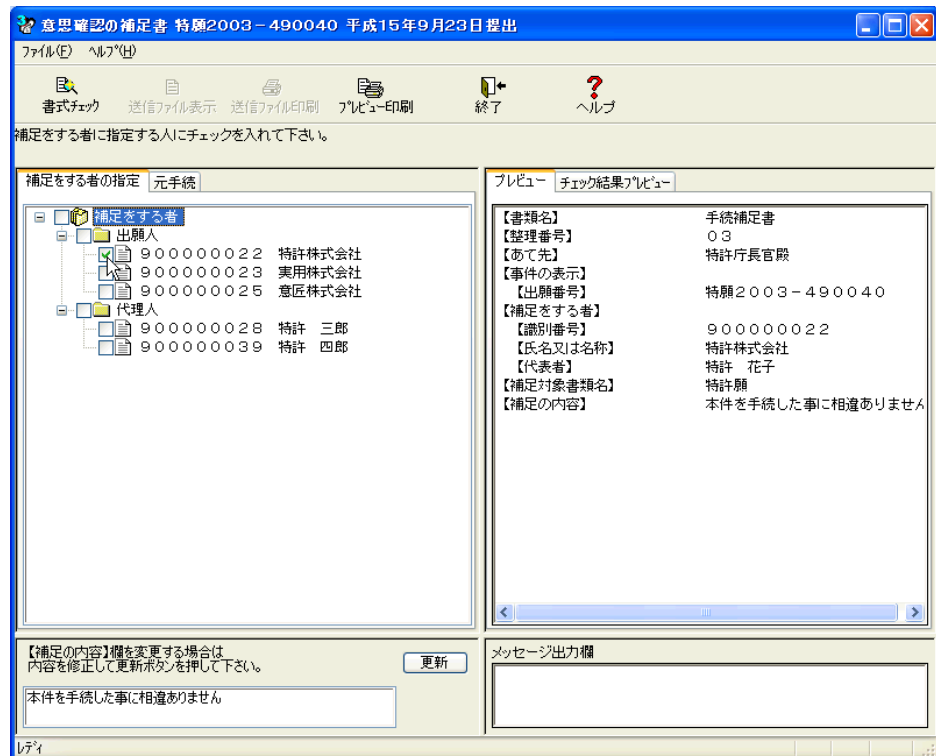 意思確認の補足書 特願2003－490040 平成15年9月23日提出
ファイル(F) ヘルプ(H)
書式チェック 送信ファイル表示 送信ファイル印刷 プレビュー印刷 終了 ヘルプ
補足をする者に指定する人にチェックを入れて下さい。
補足をする者の指定 元手続
補足をする者
出願人
900000022 特許株式会社
900000023 実用株式会社
900000025 意匠株式会社
代理人
900000028 特許 三郎
900000039 特許 四郎
プレビュー チェック結果プレビュー
【書類名】 手続補足書
【整理番号】 03
【あて先】 特許庁長官殿
【事件の表示】
【出願番号】 特願2003－490040
【補足をする者】
【識別番号】 900000022
【氏名又は名称】 特許株式会社
【代表者】 特許 花子
【補足対象書類名】 特許願
【補足の内容】 本件を手続した事に相違ありません
【補足の内容】欄を変更する場合は
内容を修正して更新ボタンを押して下さい。
更新
本件を手続した事に相違ありません
メッセージ出力欄
レディ